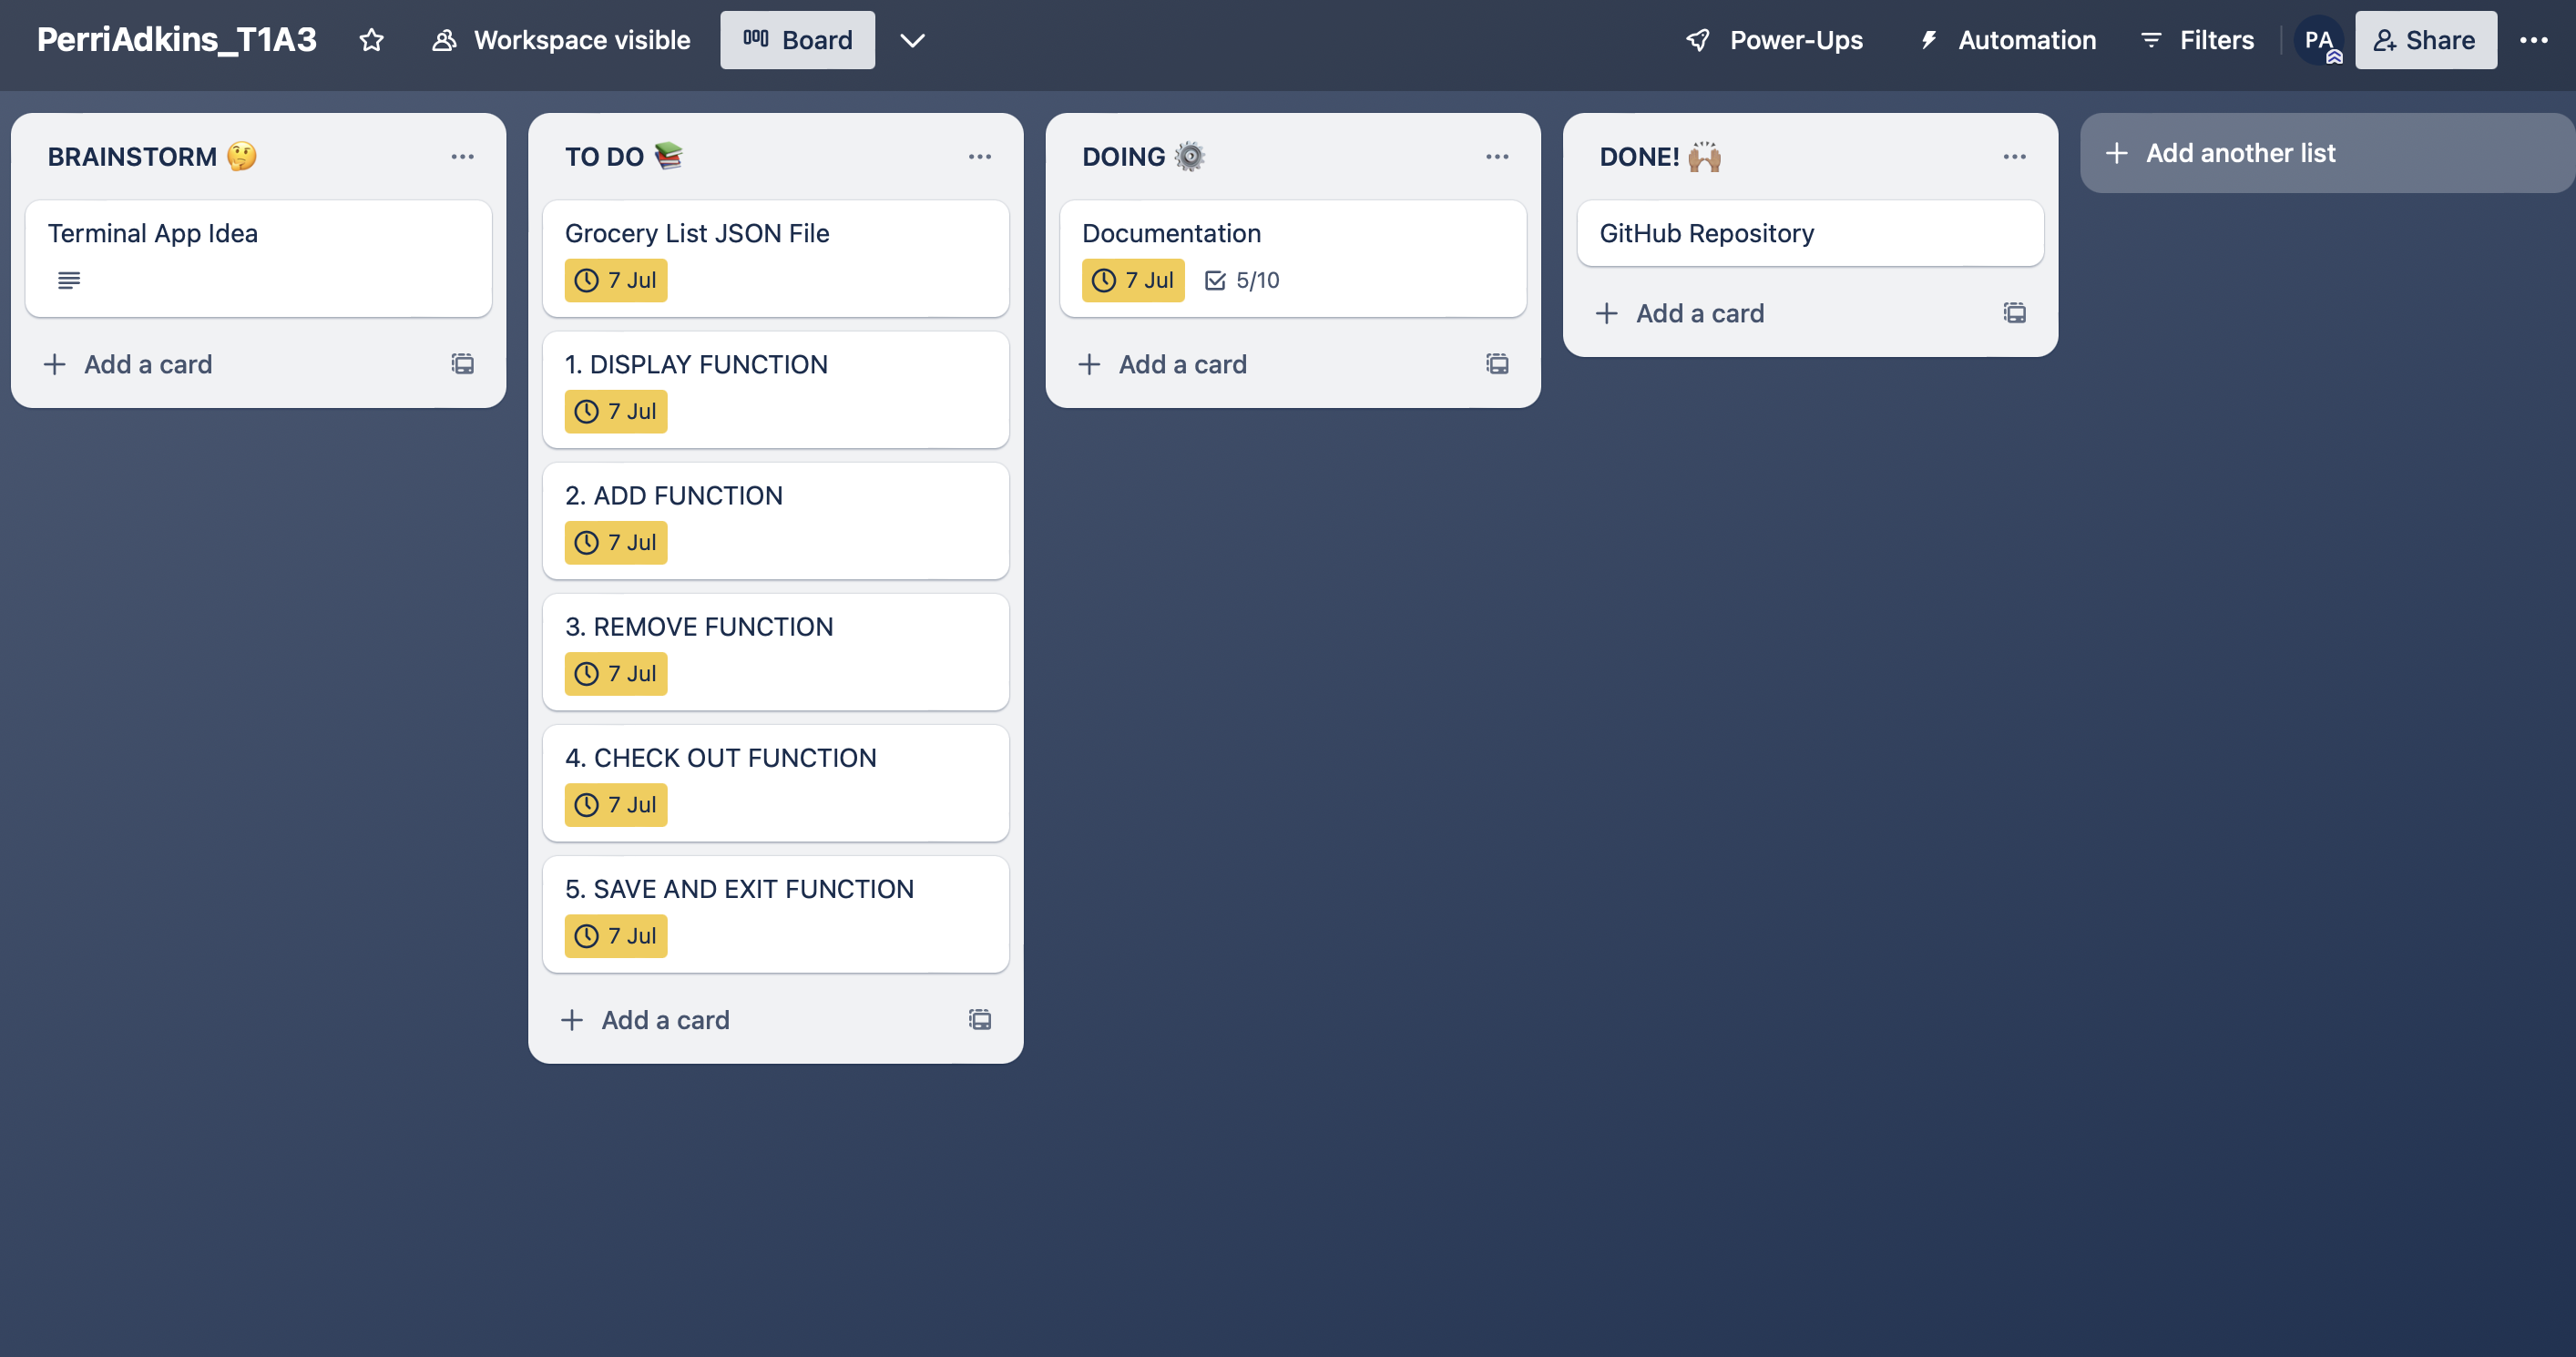 PerriAdkins_T1A3 Workspace visible Board Power-Ups Automation Filters PA Share
BRAINSTORM 🤔
Terminal App Idea
Add a card
TO DO 📚
Grocery List JSON File
7 Jul
1. DISPLAY FUNCTION
7 Jul
2. ADD FUNCTION
7 Jul
3. REMOVE FUNCTION
7 Jul
4. CHECK OUT FUNCTION
7 Jul
5. SAVE AND EXIT FUNCTION
7 Jul
Add a card
DOING ⚙️
Documentation
7 Jul 5/10
Add a card
DONE! 🙌🏽
GitHub Repository
Add a card
Add another list